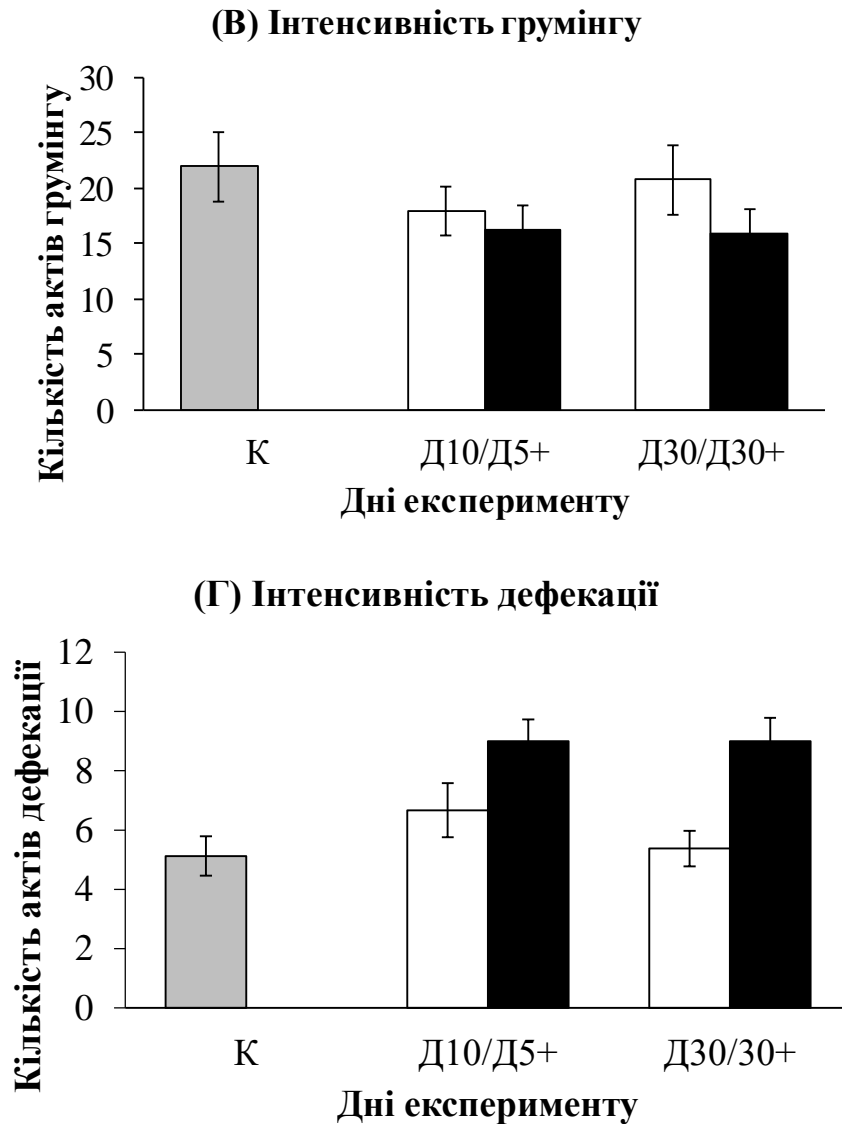 (В) Інтенсивність грумінгу
Кількість актів грумінгу
30
25
20
15
10
5
0
К Д10/Д5+ Д30/Д30+
Дні експерименту
(Г) Інтенсивність дефекації
Кількість актів дефекації
12
10
8
6
4
2
0
К Д10/Д5+ Д30/30+
Дні експерименту